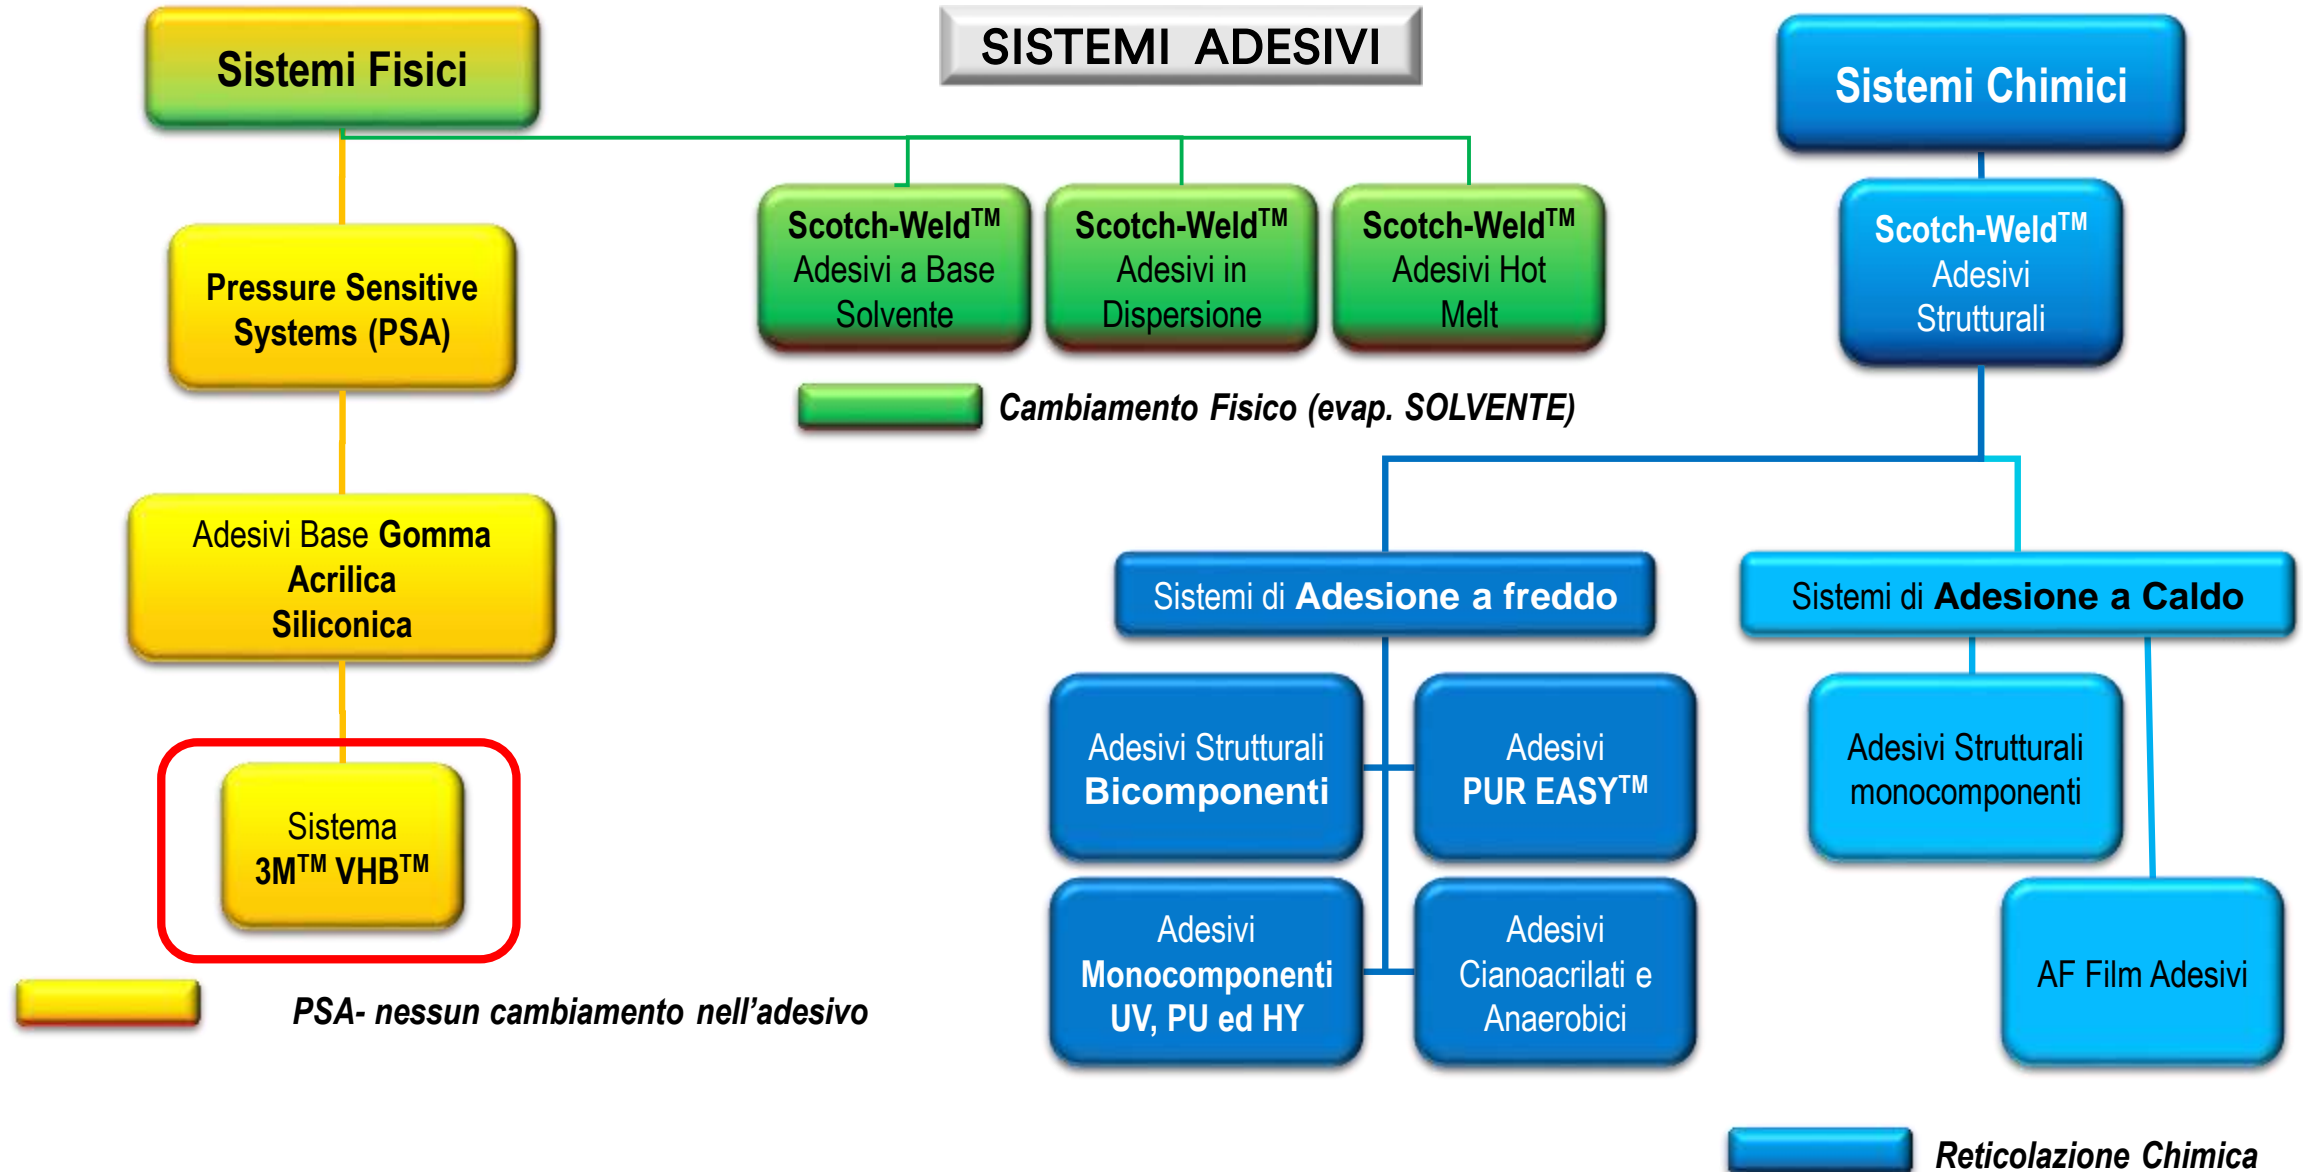 SISTEMI ADESIVI
Sistemi Fisici
Sistemi Chimici
Pressure Sensitive
Systems (PSA)
Scotch-Weld™
Adesivi a Base
Solvente
Scotch-Weld™
Adesivi in
Dispersione
Scotch-Weld™
Adesivi Hot
Melt
Scotch-Weld™
Adesivi
Strutturali
Cambiamento Fisico (evap. SOLVENTE)
Adesivi Base Gomma
Acrilica
Siliconica
Sistemi di Adesione a freddo
Sistemi di Adesione a Caldo
Sistema
3M™ VHB™
Adesivi Strutturali
Bicomponenti
Adesivi
PUR EASY™
Adesivi Strutturali
monocomponenti
Adesivi
Monocomponenti
UV, PU ed HY
Adesivi
Cianoacrilati e
Anaerobici
AF Film Adesivi
PSA- nessun cambiamento nell’adesivo
Reticolazione Chimica